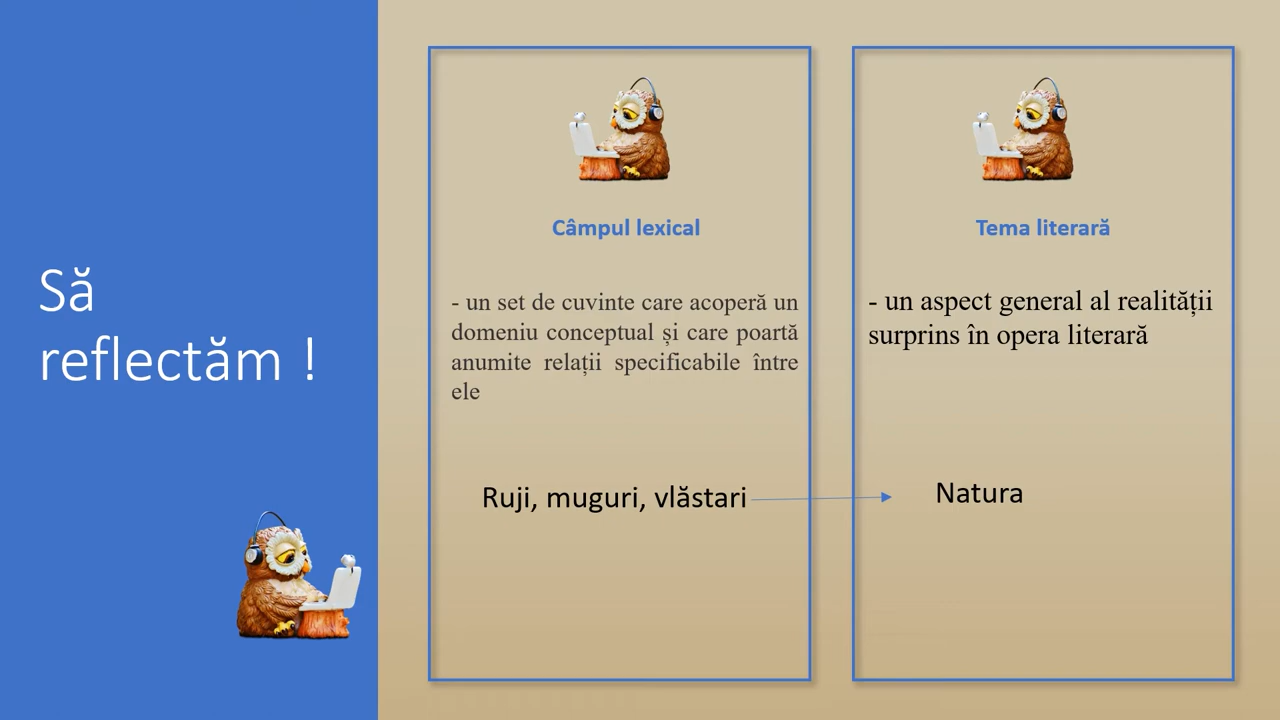 Să
reflectăm !
Câmpul lexical
- un set de cuvinte care acoperă un
domeniu conceptual și care poartă
anumite relații specificabile între
ele
Ruji, muguri, vlăstari
Tema literară
- un aspect general al realității
surprins în opera literară
Natura